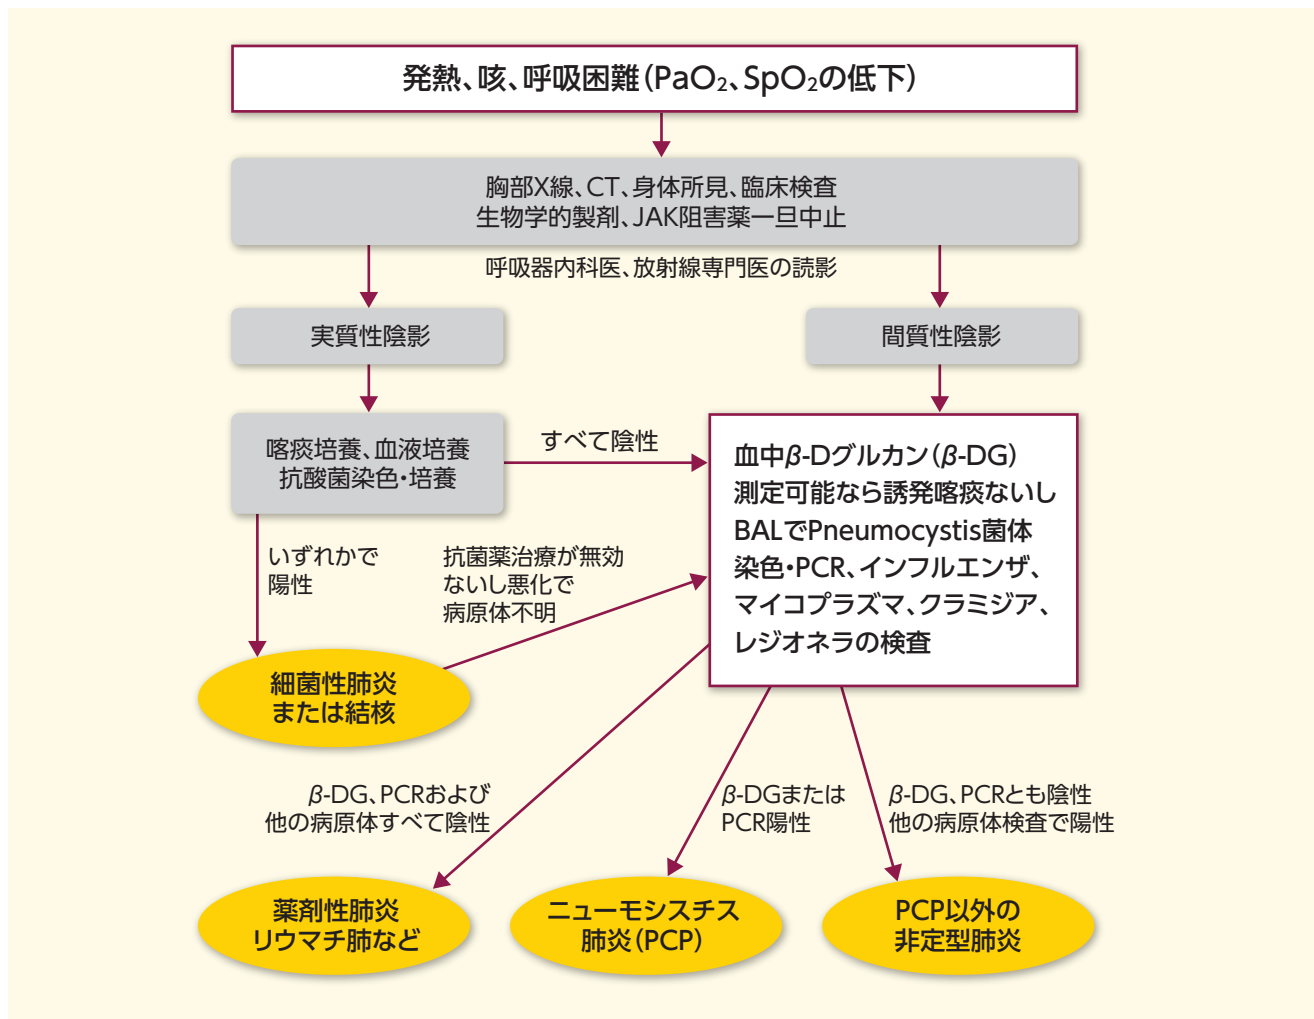 発熱、咳、呼吸困難（PaO₂、SpO₂の低下）
胸部X線、CT、身体所見、臨床検査
生物学的製剤、JAK阻害薬一旦中止
呼吸器内科医、放射線専門医の読影
実質性陰影
間質性陰影
喀痰培養、血液培養
抗酸菌染色・培養
すべて陰性
血中β-Dグルカン（β-DG）
測定可能なら誘発喀痰ないし
BALでPneumocystis菌体
染色・PCR、インフルエンザ、
マイコプラズマ、クラミジア、
レジオネラの検査
いずれかで
陽性
抗菌薬治療が無効
ないし悪化で
病原体不明
細菌性肺炎
または結核
β-DG、PCRおよび
他の病原体すべて陰性
β-DGまたは
PCR陽性
β-DG、PCRとも陰性
他の病原体検査で陽性
薬剤性肺炎
リウマチ肺など
ニューモシスチス
肺炎（PCP）
PCP以外の
非定型肺炎